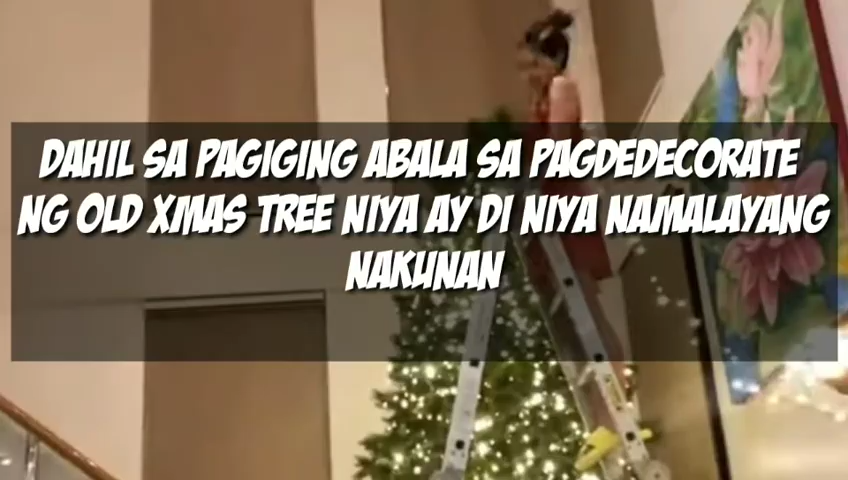 DAHIL SA PAGIGING ABALA SA PAGDEDECORATE
NG OLD XMAS TREE NIYA AY DI NIYA NAMALAYANG
NAKUNAN